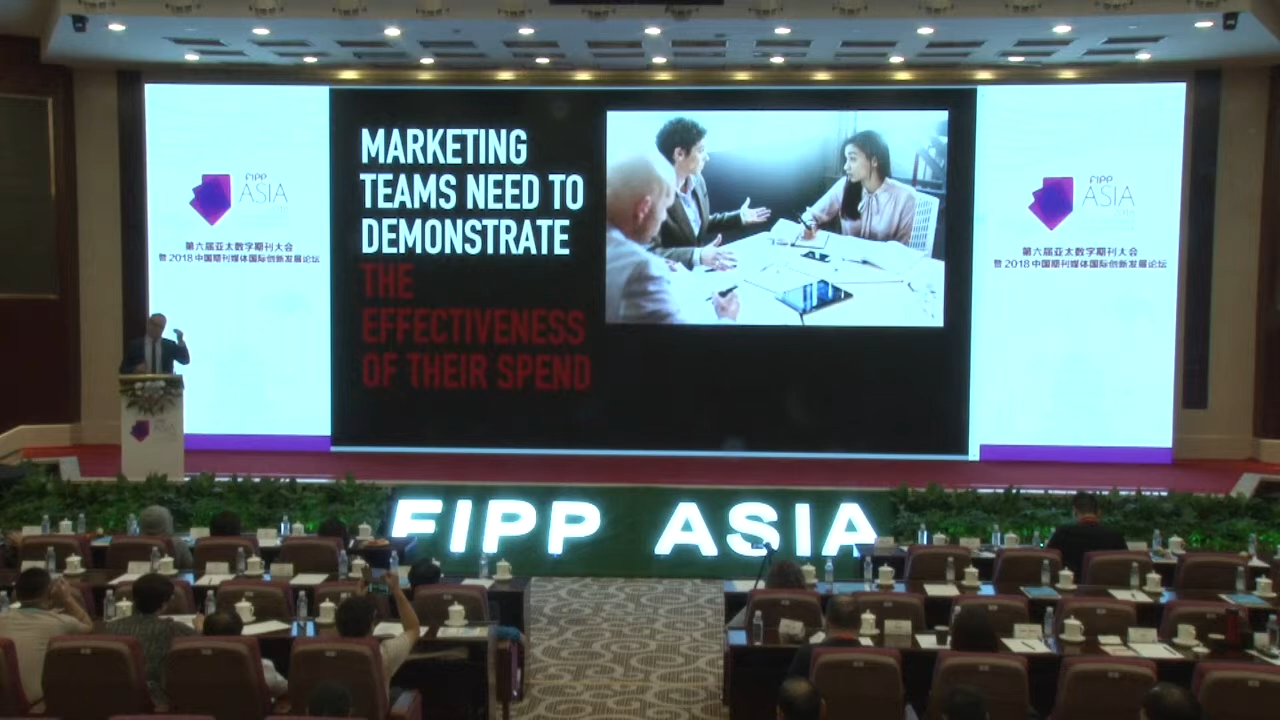 MARKETING
TEAMS NEED TO
DEMONSTRATE
THE
EFFECTIVENESS
OF THEIR SPEND
FIPP
ASIA
第六届亚太数字期刊大会
暨2018中国期刊媒体国际创新发展论坛
FIPP
ASIA
第六届亚太数字期刊大会
暨2018中国期刊媒体国际创新发展论坛
FIPP ASIA